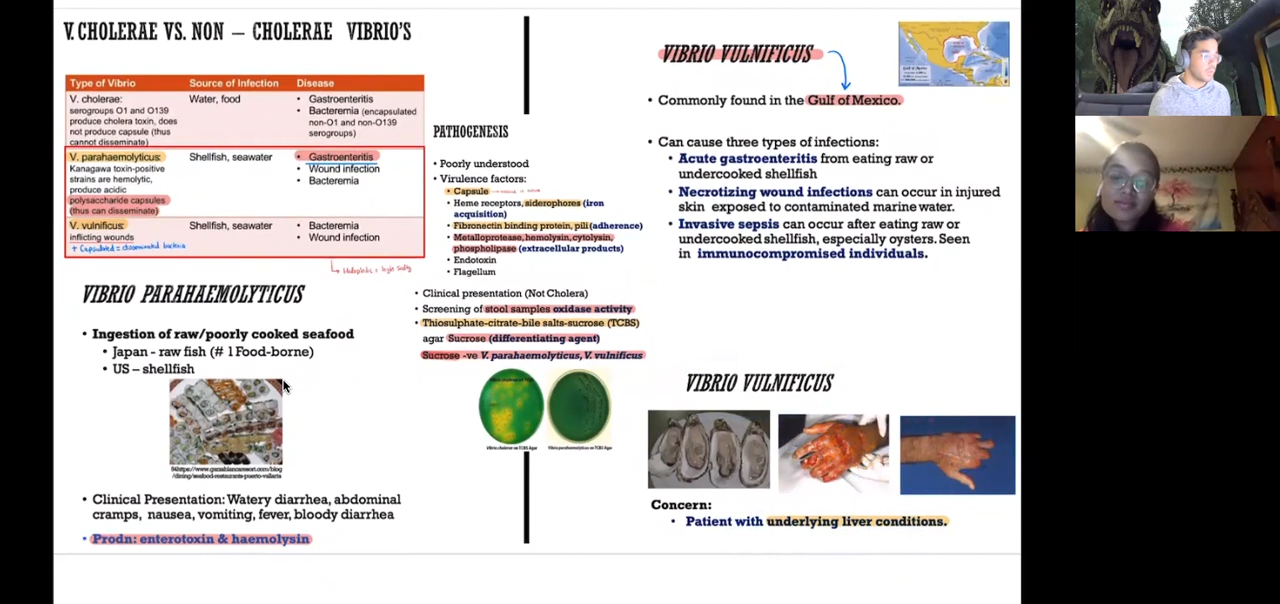 V. CHOLERAE VS. NON – CHOLERAE VIBRIO'S
Type of Vibrio Source of Infection Disease
V. cholerae: Water, food • Gastroenteritis
serogroups O1 and O139 • Bacteremia (encapsulated
produce cholera toxin, does non-O1 and non-O139
not produce capsule (thus serogroups)
cannot disseminate)
V. parahaemolyticus: Shellfish, seawater • Gastroenteritis
Kanagawa toxin-positive • Wound infection
strains are hemolytic, • Bacteremia
produce acidic
polysaccharide capsules
(thus can disseminate)
V. vulnificus: Shellfish, seawater • Bacteremia
inflicting wounds • Wound infection
+ Capsulated = disseminated
VIBRIO PARAHAEMOLYTICUS
• Ingestion of raw/poorly cooked seafood
• Japan - raw fish (# 1 Food-borne)
• US – shellfish
• Clinical Presentation: Watery diarrhea, abdominal
cramps, nausea, vomiting, fever, bloody diarrhea
• Prodn: enterotoxin & haemolysin
PATHOGENESIS
• Poorly understood
• Virulence factors:
• Capsule
• Heme receptors, siderophores (iron
acquisition)
• Fibronectin binding protein, pili (adherence)
• Metalloprotease, hemolysin, cytolysin,
phospholipase (extracellular products)
• Endotoxin
• Flagellum
• Clinical presentation (Not Cholera)
• Screening of stool samples oxidase activity
• Thiosulphate-citrate-bile salts-sucrose (TCBS)
agar Sucrose (differentiating agent)
Sucrose -ve V. parahaemolyticus, V. vulnificus
VIBRIO VULNIFICUS
• Commonly found in the Gulf of Mexico.
• Can cause three types of infections:
• Acute gastroenteritis from eating raw or
undercooked shellfish
• Necrotizing wound infections can occur in injured
skin exposed to contaminated marine water.
• Invasive sepsis can occur after eating raw or
undercooked shellfish, especially oysters. Seen
in immunocompromised individuals.
VIBRIO VULNIFICUS
Concern:
• Patient with underlying liver conditions.